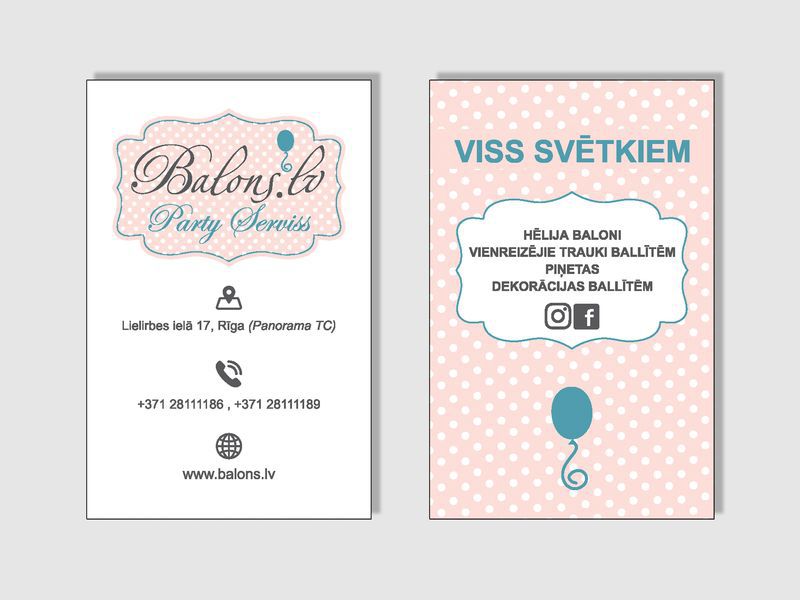 Balons.lv
Party Serviss
Lielirbes ielā 17, Rīga (Panorama TC)
+371 28111186 , +371 28111189
www.balons.lv
VISS SVĒTKIEM
HĒLIJA BALONI
VIENREIZĒJIE TRAUKI BALLĪTĒM
PIŅETAS
DEKORĀCIJAS BALLĪTĒM